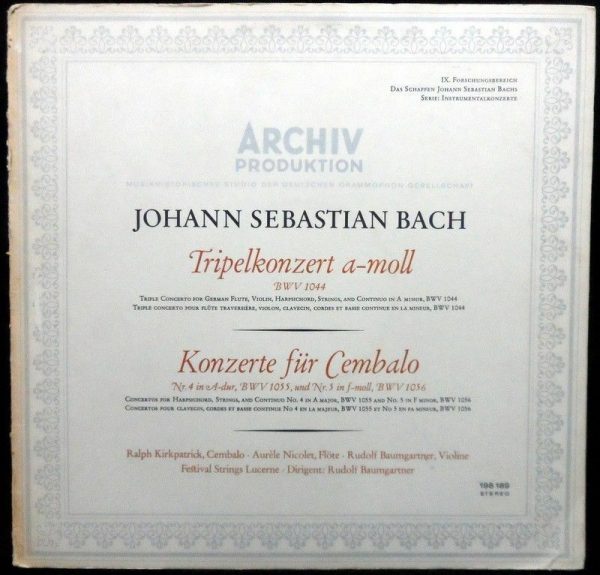 IX. Forschungsbereich
Das Schaffen Johann Sebastian Bachs
Serie: Instrumentalkonzerte
ARCHIV
PRODUKTION
MUSIKHISTORISCHES STUDIO DER DEUTSCHEN GRAMMOPHON GESELLSCHAFT
JOHANN SEBASTIAN BACH
Tripelkonzert a-moll
BWV 1044
Triple Concerto for German Flute, Violin, Harpsichord, Strings, and Continuo in A minor, BWV 1044
Triple concerto pour flûte traversière, violon, clavecin, cordes et basse continue en la mineur, BWV 1044
Konzerte für Cembalo
Nr. 4 in A-dur, BWV 1055, und Nr. 5 in f-moll, BWV 1056
Concertos for Harpsichord, Strings, and Continuo No. 4 in A major, BWV 1055 and No. 5 in F minor, BWV 1056
Concertos pour clavecin, cordes et basse continue No 4 en la majeur, BWV 1055 et No 5 en fa mineur, BWV 1056
Ralph Kirkpatrick, Cembalo · Aurèle Nicolet, Flöte · Rudolf Baumgartner, Violine
Festival Strings Lucerne · Dirigent: Rudolf Baumgartner
198 189
STEREO